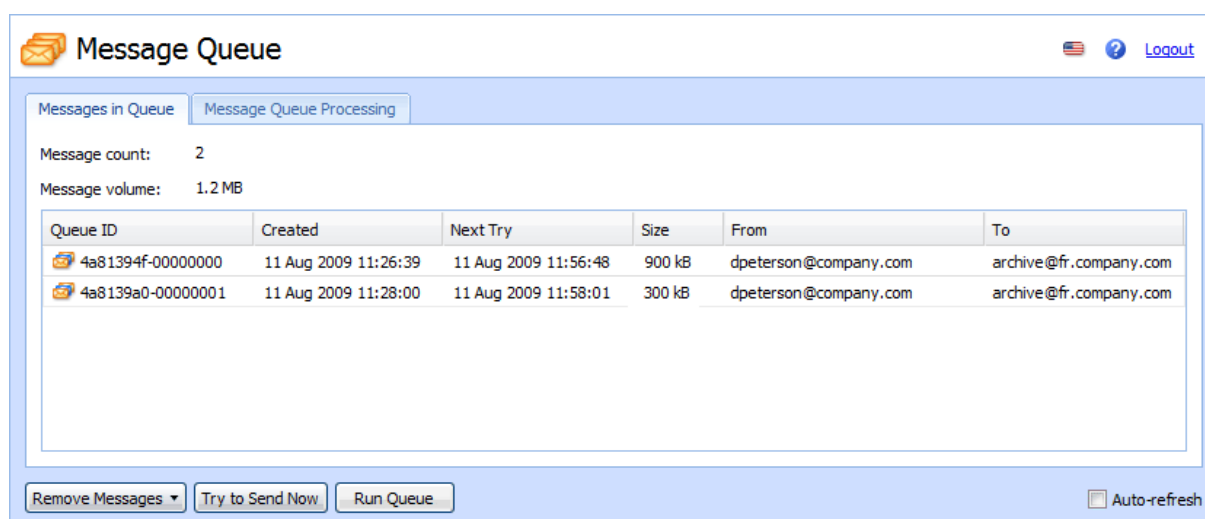 Message Queue
Logout
Messages in Queue Message Queue Processing
Message count: 2
Message volume: 1.2 MB
Queue ID Created Next Try Size From To
4a81394f-00000000 11 Aug 2009 11:26:39 11 Aug 2009 11:56:48 900 kB dpeterson@company.com archive@fr.company.com
4a8139a0-00000001 11 Aug 2009 11:28:00 11 Aug 2009 11:58:01 300 kB dpeterson@company.com archive@fr.company.com
Remove Messages Try to Send Now Run Queue Auto-refresh